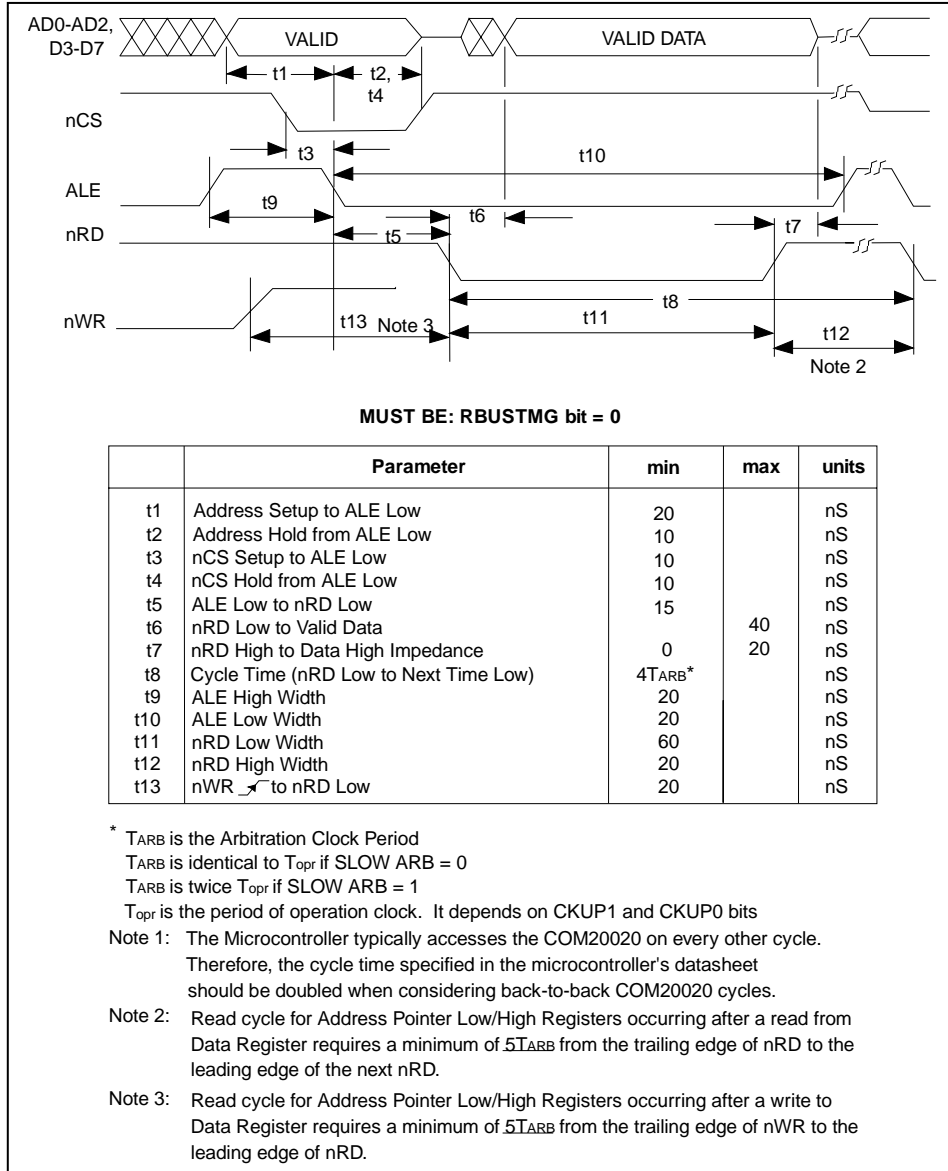 AD0-AD2,
D3-D7
VALID
VALID DATA
t1
t2,
t4
nCS
t3
t10
ALE
t9
t6
t7
nRD
t5
t8
nWR
t13 Note 3
t11
t12
Note 2
MUST BE: RBUSTMG bit = 0
Parameter min max units
t1 Address Setup to ALE Low 20 nS
t2 Address Hold from ALE Low 10 nS
t3 nCS Setup to ALE Low 10 nS
t4 nCS Hold from ALE Low 10 nS
t5 ALE Low to nRD Low 15 nS
t6 nRD Low to Valid Data 40 nS
t7 nRD High to Data High Impedance 0 20 nS
t8 Cycle Time (nRD Low to Next Time Low) 4TARB* nS
t9 ALE High Width 20 nS
t10 ALE Low Width 20 nS
t11 nRD Low Width 60 nS
t12 nRD High Width 20 nS
t13 nWR to nRD Low 20 nS
* TARB is the Arbitration Clock Period
TARB is identical to Topr if SLOW ARB = 0
TARB is twice Topr if SLOW ARB = 1
Topr is the period of operation clock. It depends on CKUP1 and CKUP0 bits
Note 1: The Microcontroller typically accesses the COM20020 on every other cycle.
Therefore, the cycle time specified in the microcontroller's datasheet
should be doubled when considering back-to-back COM20020 cycles.
Note 2: Read cycle for Address Pointer Low/High Registers occurring after a read from
Data Register requires a minimum of 5TARB from the trailing edge of nRD to the
leading edge of the next nRD.
Note 3: Read cycle for Address Pointer Low/High Registers occurring after a write to
Data Register requires a minimum of 5TARB from the trailing edge of nWR to the
leading edge of nRD.